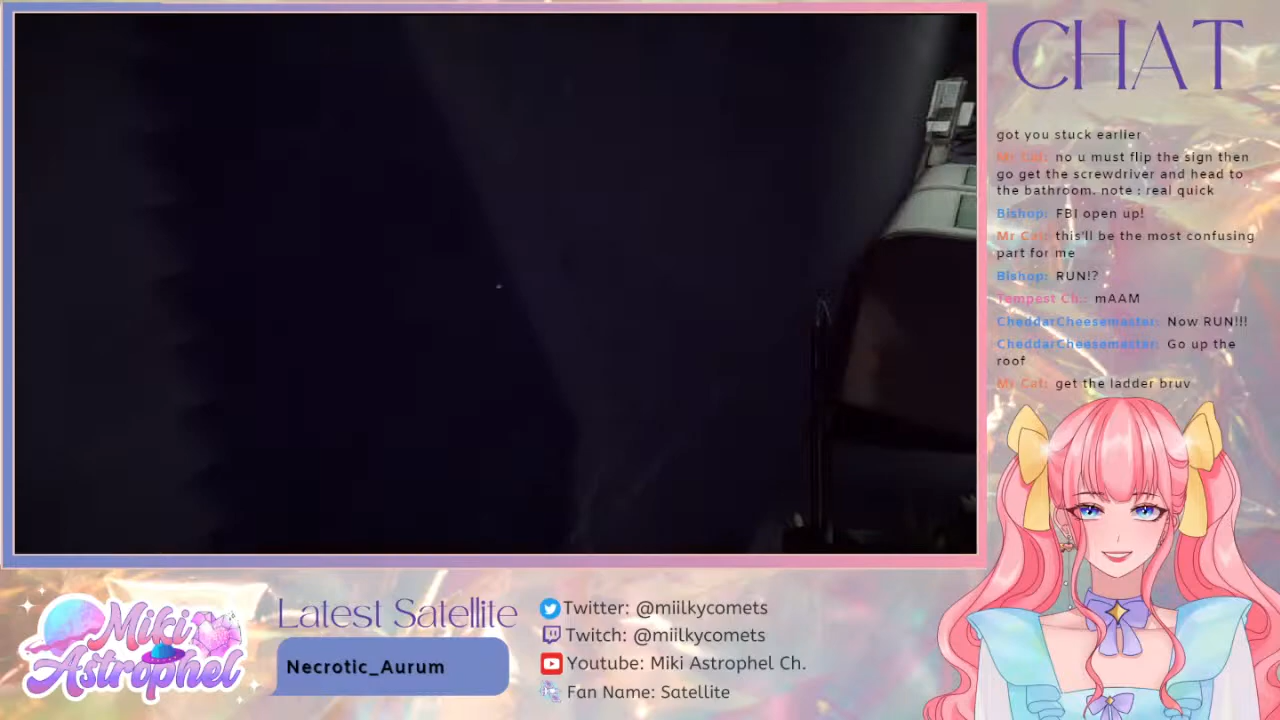 CHAT
got you stuck earlier
no u must flip the sign then
go get the screwdriver and head to
the bathroom. note : real quick
Bishop: FBI open up!
Mr Cat: this'll be the most confusing
part for me
Bishop: RUN!?
Tempest Ch.: mAAM
CheddarCheesemaster: Now RUN!!!
CheddarCheesemaster: Go up the
roof
Mr Cat: get the ladder bruv
Miki
Astrophel
Latest Satellite
Necrotic_Aurum
Twitter: @miilkycomets
Twitch: @miilkycomets
Youtube: Miki Astrophel Ch.
Fan Name: Satellite